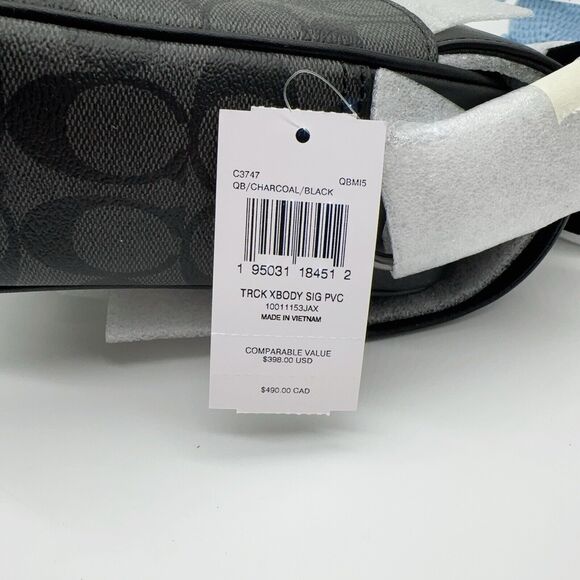 C3747
QB/CHARCOAL/BLACK QBMI5
1 95031 18451 2
TRCK XBODY SIG PVC
10011153JAX
MADE IN VIETNAM
COMPARABLE VALUE
$398.00 USD
$490.00 CAD